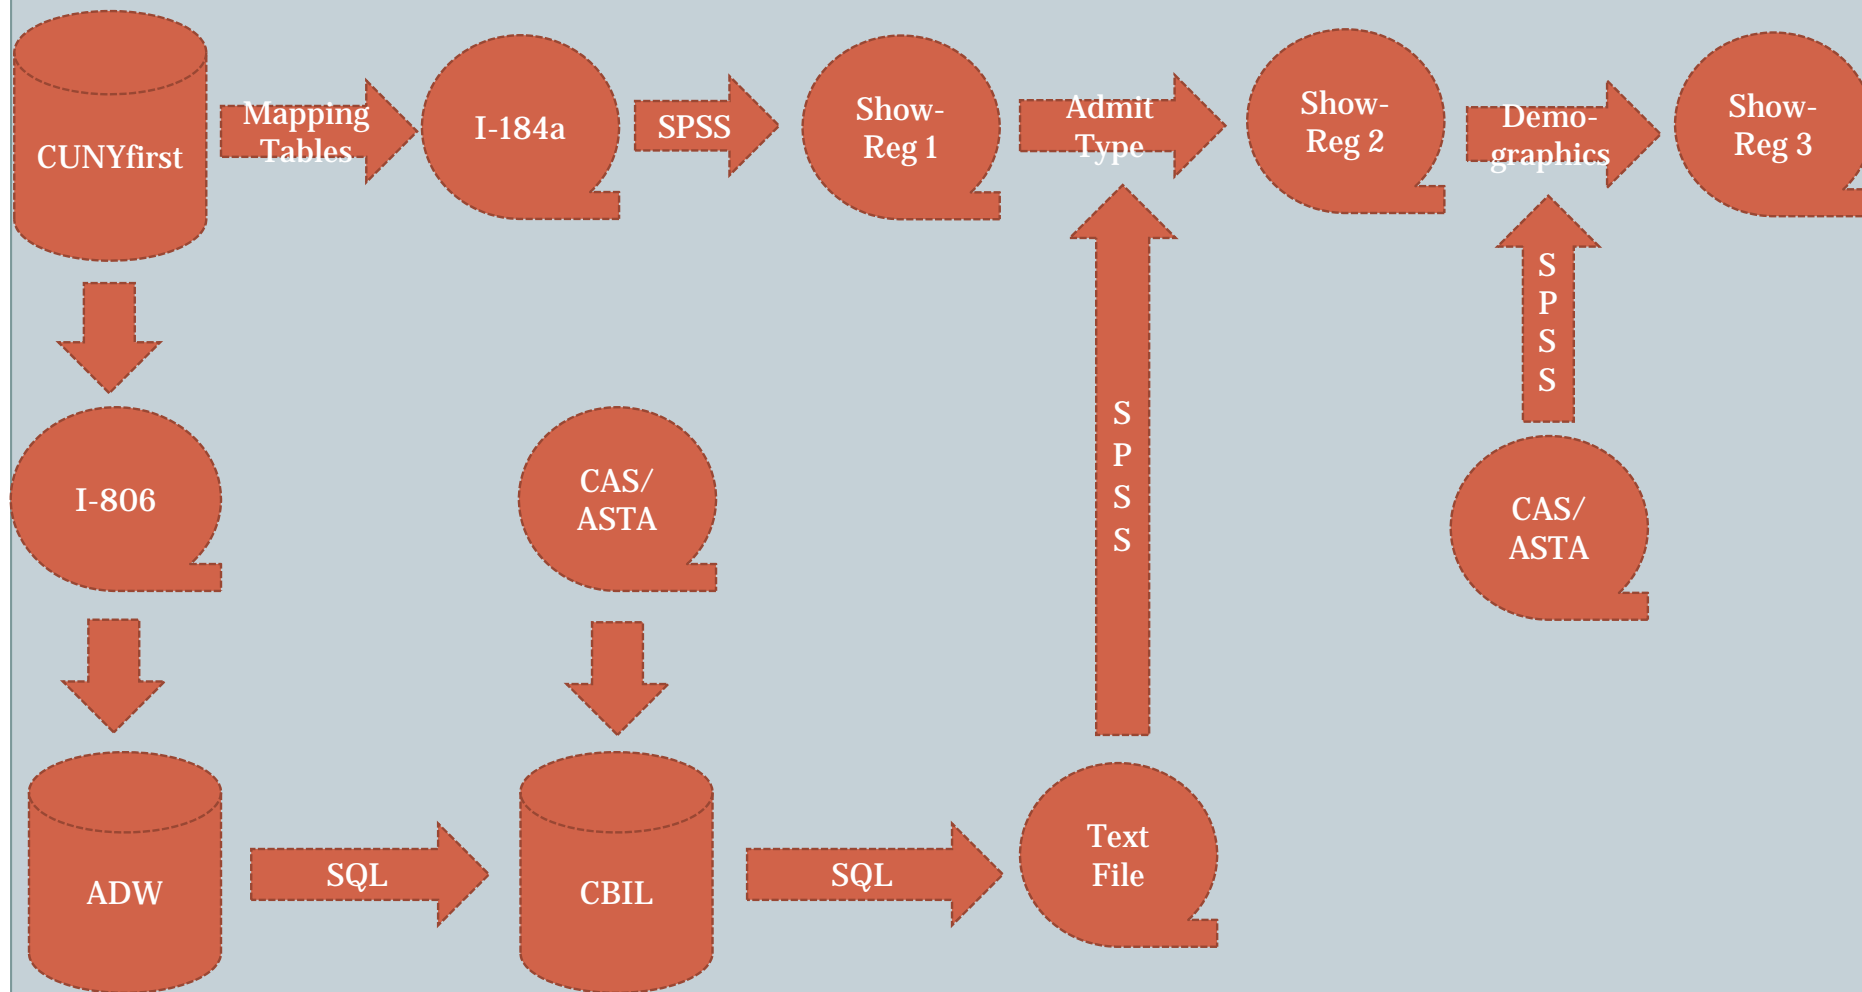 CUNYfirst
Mapping
Tables
I-184a
SPSS
Show-
Reg 1
Admit
Type
Show-
Reg 2
Demo-
graphics
Show-
Reg 3
S
P
S
S
S
P
S
S
I-806
CAS/
ASTA
CAS/
ASTA
ADW
SQL
CBIL
SQL
Text
File